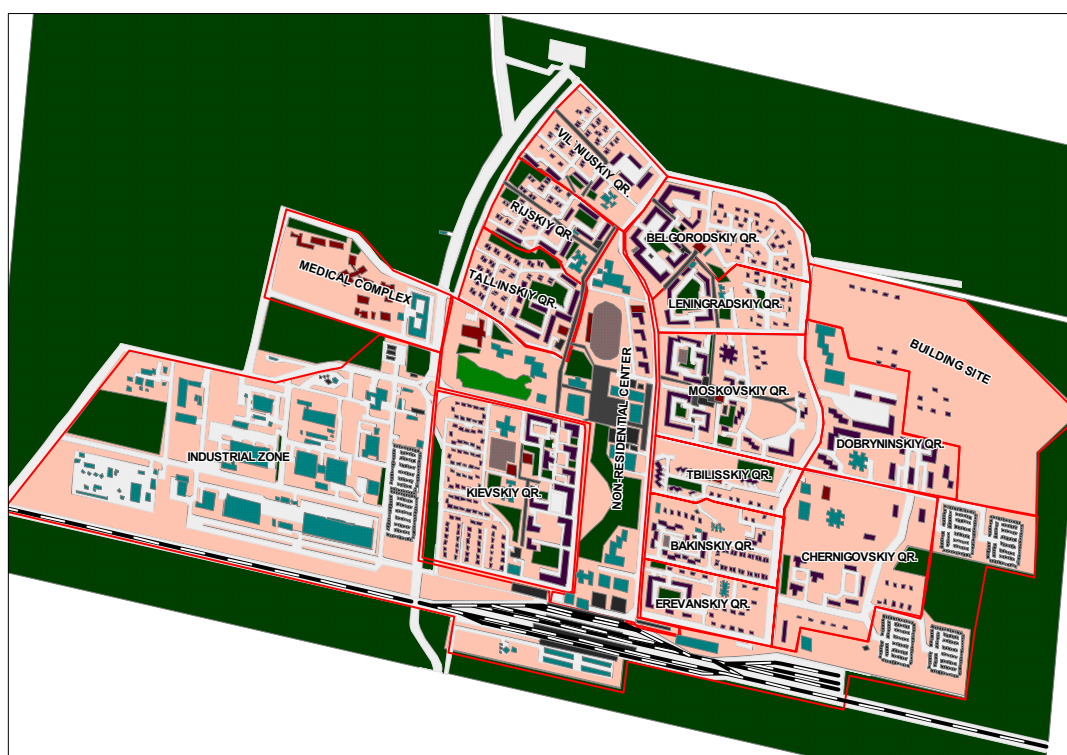 VIL`NIUSKIY QR.
RIJSKIY QR.
BELGORODSKIY QR.
MEDICAL COMPLEX
TALLINSKIY QR.
LENINGRADSKIY QR.
BUILDING SITE
MOSKOVSKIY QR.
NON-RESIDENTIAL CENTER
DOBRYNINSKIY QR.
INDUSTRIAL ZONE
TBILISSKIY QR.
KIEVSKIY QR.
BAKINSKIY QR.
CHERNIGOVSKIY QR.
EREVANSKIY QR.